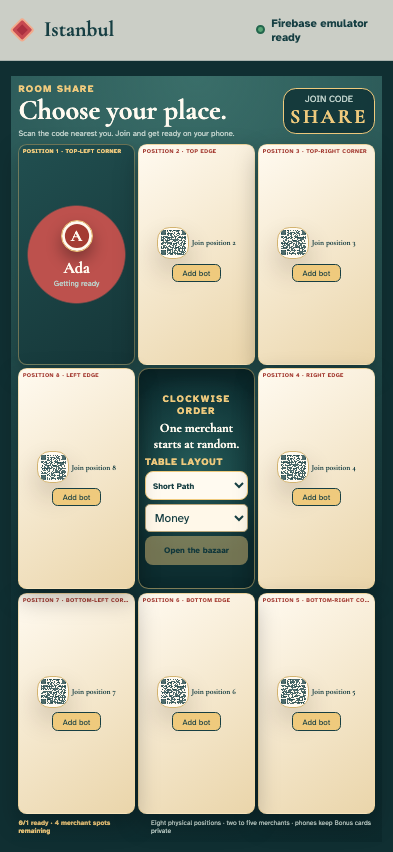 Istanbul
Firebase emulator
ready
ROOM SHARE
Choose your place.
Scan the code nearest you. Join and get ready on your phone.
JOIN CODE
SHARE
POSITION 1 · TOP-LEFT CORNER
A
Ada
Getting ready
POSITION 2 · TOP EDGE
Join position 2
Add bot
POSITION 3 · TOP-RIGHT CORNER
Join position 3
Add bot
POSITION 8 · LEFT EDGE
Join position 8
Add bot
CLOCKWISE
ORDER
One merchant
starts at random.
TABLE LAYOUT
Short Path
Money
Open the bazaar
POSITION 4 · RIGHT EDGE
Join position 4
Add bot
POSITION 7 · BOTTOM-LEFT COR…
Join position 7
Add bot
POSITION 6 · BOTTOM EDGE
Join position 6
Add bot
POSITION 5 · BOTTOM-RIGHT CO…
Join position 5
Add bot
0/1 ready · 4 merchant spots
remaining
Eight physical positions · two to five merchants · phones keep Bonus cards
private